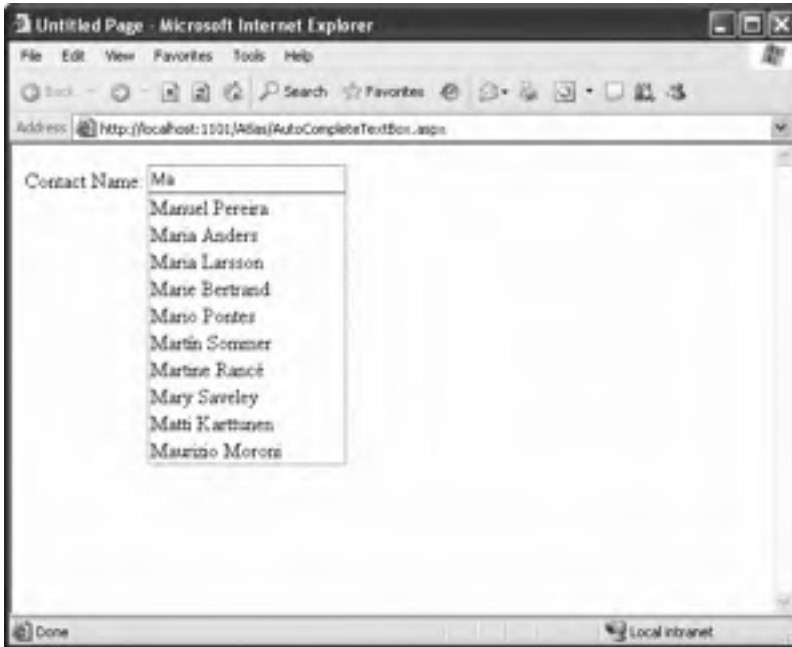 Untitled Page - Microsoft Internet Explorer
File Edit View Favorites Tools Help
Back Search Favorites
Address http://localhost:1101/Atlas/AutoCompleteTextBox.aspx
Contact Name: Ma
Manuel Pereira
Maria Anders
Maria Larsson
Marie Bertrand
Mario Pontes
Martín Sommer
Martine Rancé
Mary Saveley
Matti Karttunen
Maurizio Moroni
Done Local intranet